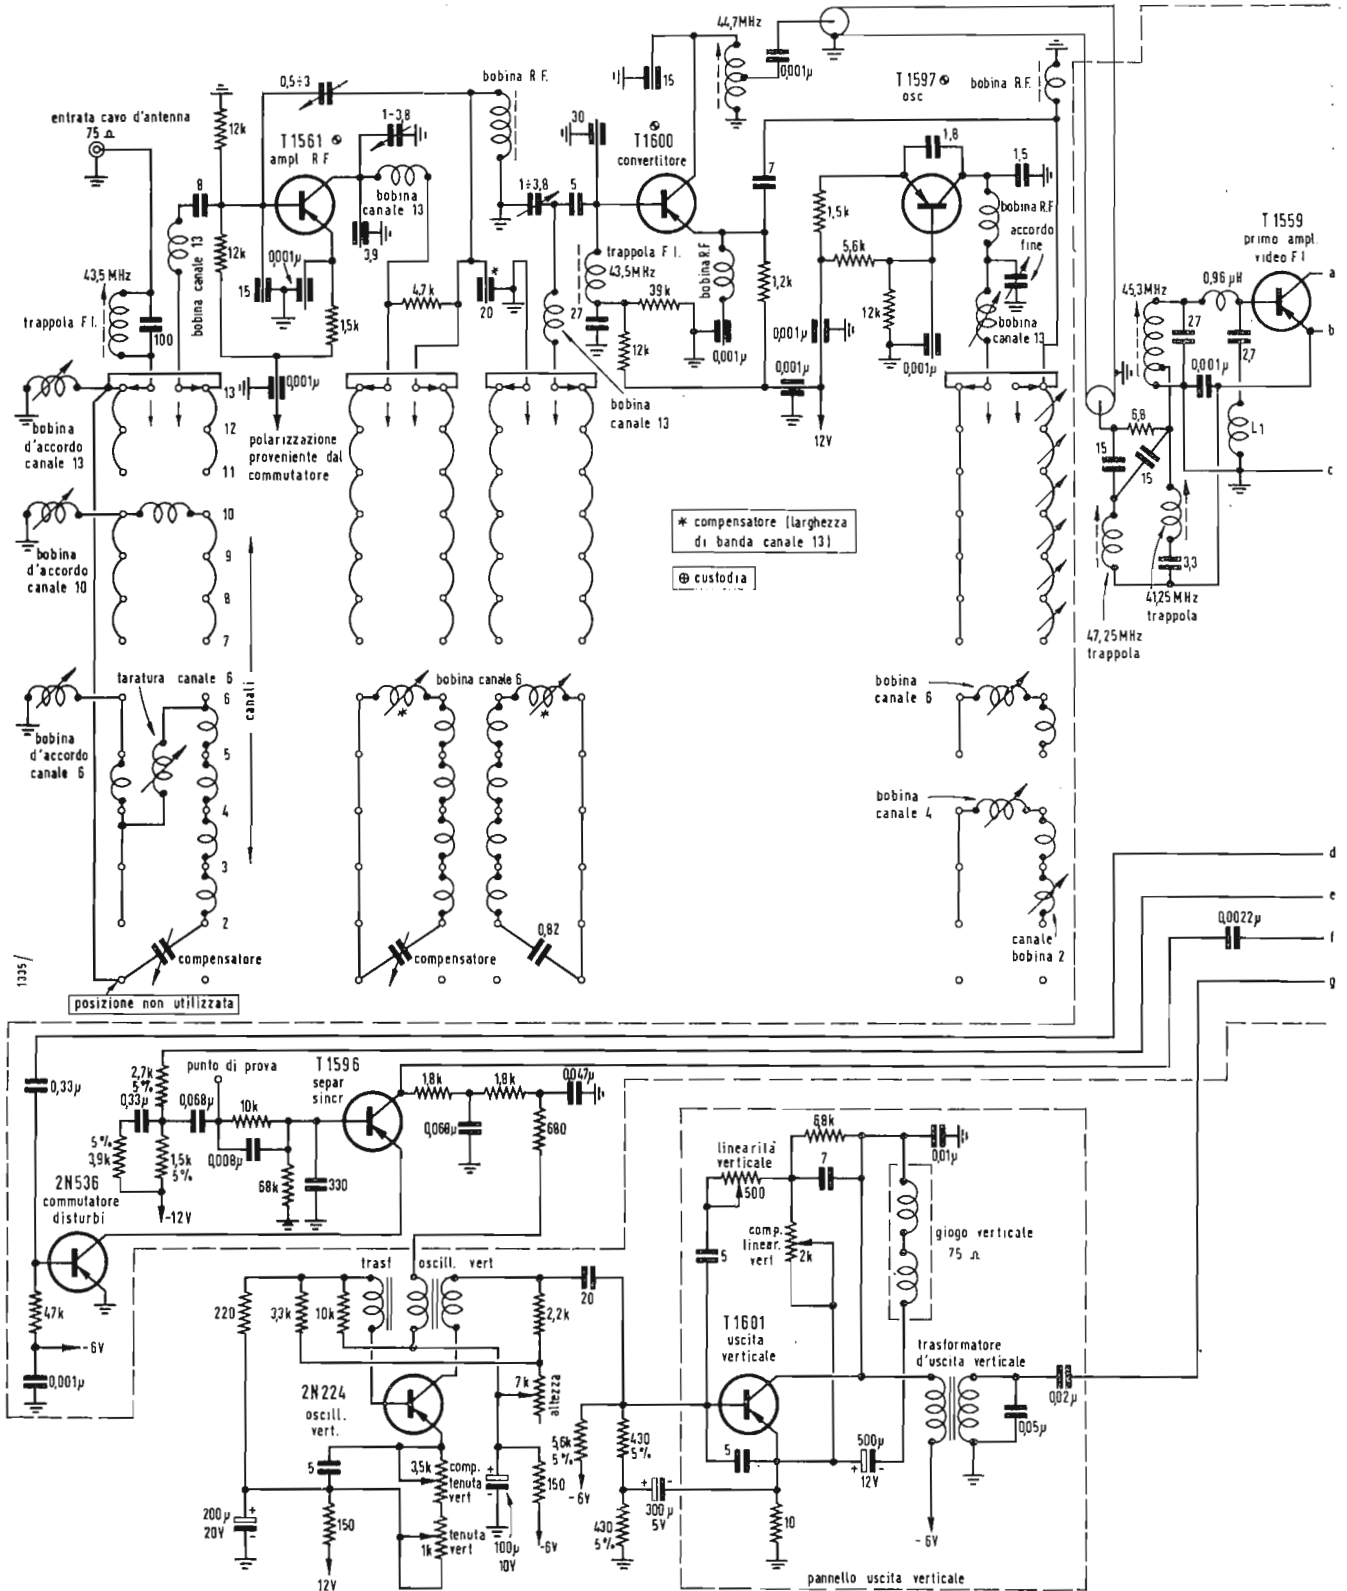 44,7MHz
0,001µ
15
T 1597
osc
bobina R.F.
0,5÷3
bobina R F.
entrata cavo d'antenna
75 Ω
12k
T 1561
ampl R F
1-3,8
30
T 1600
convertitore
1,8
1,5
7
8
bobina
canale 13
1÷3,8
5
1,5k
bobina R.F
accordo
fine
T 1559
primo ampl.
video F I
a
b
c
bobina canale 13
12k
0,001µ
3,9
trappola F I.
43,5MHz
bobina R.F
5,6k
0,96 µH
43,5 MHz
15
4,7k
*
20
39k
1,2k
45,3MHz
trappola F I.
100
1,5k
27
12k
0,001µ
0,001µ
12k
bobina
canale 13
27
2,7
0,001µ
0,001µ
0,001µ
13
12
11
10
9
8
7
6
5
4
3
2
canali
bobina
d'accordo
canale 13
polarizzazione
proveniente dal
commutatore
bobina
canale 13
12V
6,8
15
15
L1
* compensatore (larghezza
di banda canale 13)
⊕ custodia
bobina
d'accordo
canale 10
3,3
41,25 MHz
trappola
47,25MHz
trappola
taratura canale 6
bobina canale 6
*
*
bobina
canale 6
bobina
d'accordo
canale 6
bobina
canale 4
d
e
0,0022µ
f
g
0,82
compensatore
compensatore
canale
bobina 2
1335/
posizione non utilizzata
0,33µ
2,7k
5%
punto di prova
T 1596
separ
sincr
1,8k
1,8k
0,047µ
0,33µ
0,068µ
10k
0,068µ
680
5%
3,9k
1,5k
5%
0,008µ
68k
330
-12V
2N536
commutatore
disturbi
47k
-6V
0,001µ
6,8k
0,01µ
linearità
verticale
500
7
comp.
linear.
vert
2k
5
giogo verticale
75 Ω
trasf
oscill. vert
20
220
3,3k
10k
2,2k
T 1601
uscita
verticale
trasformatore
d'uscita verticale
2N224
oscill.
vert.
7k
altezza
0,02µ
0,05µ
5,6k
5%
430
5%
5
500µ
+ -
12V
5
3,5k
comp.
tenuta
vert
150
-6V
+ -
300µ
5V
200µ
20V
+
-
150
1k
tenuta
vert
+
-
100µ
10V
-6V
430
5%
10
-6V
12V
pannello uscita verticale